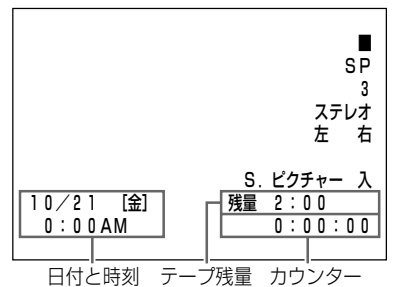 ■
SP
3
ステレオ
左 右
S. ピクチャー 入
10/21 [金]
0:00AM
残量 2:00
0:00:00
日付と時刻 テープ残量 カウンター